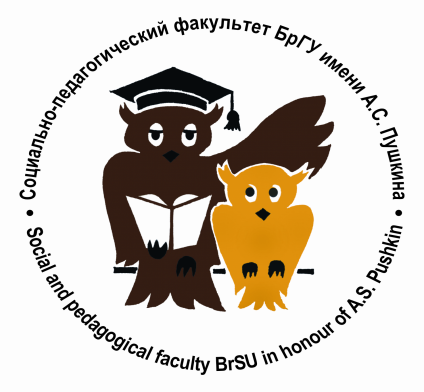 Социально-педагогический факультет БрГУ имени А.С. Пушкина
Social and pedagogical faculty BrSU in honour of A.S. Pushkin